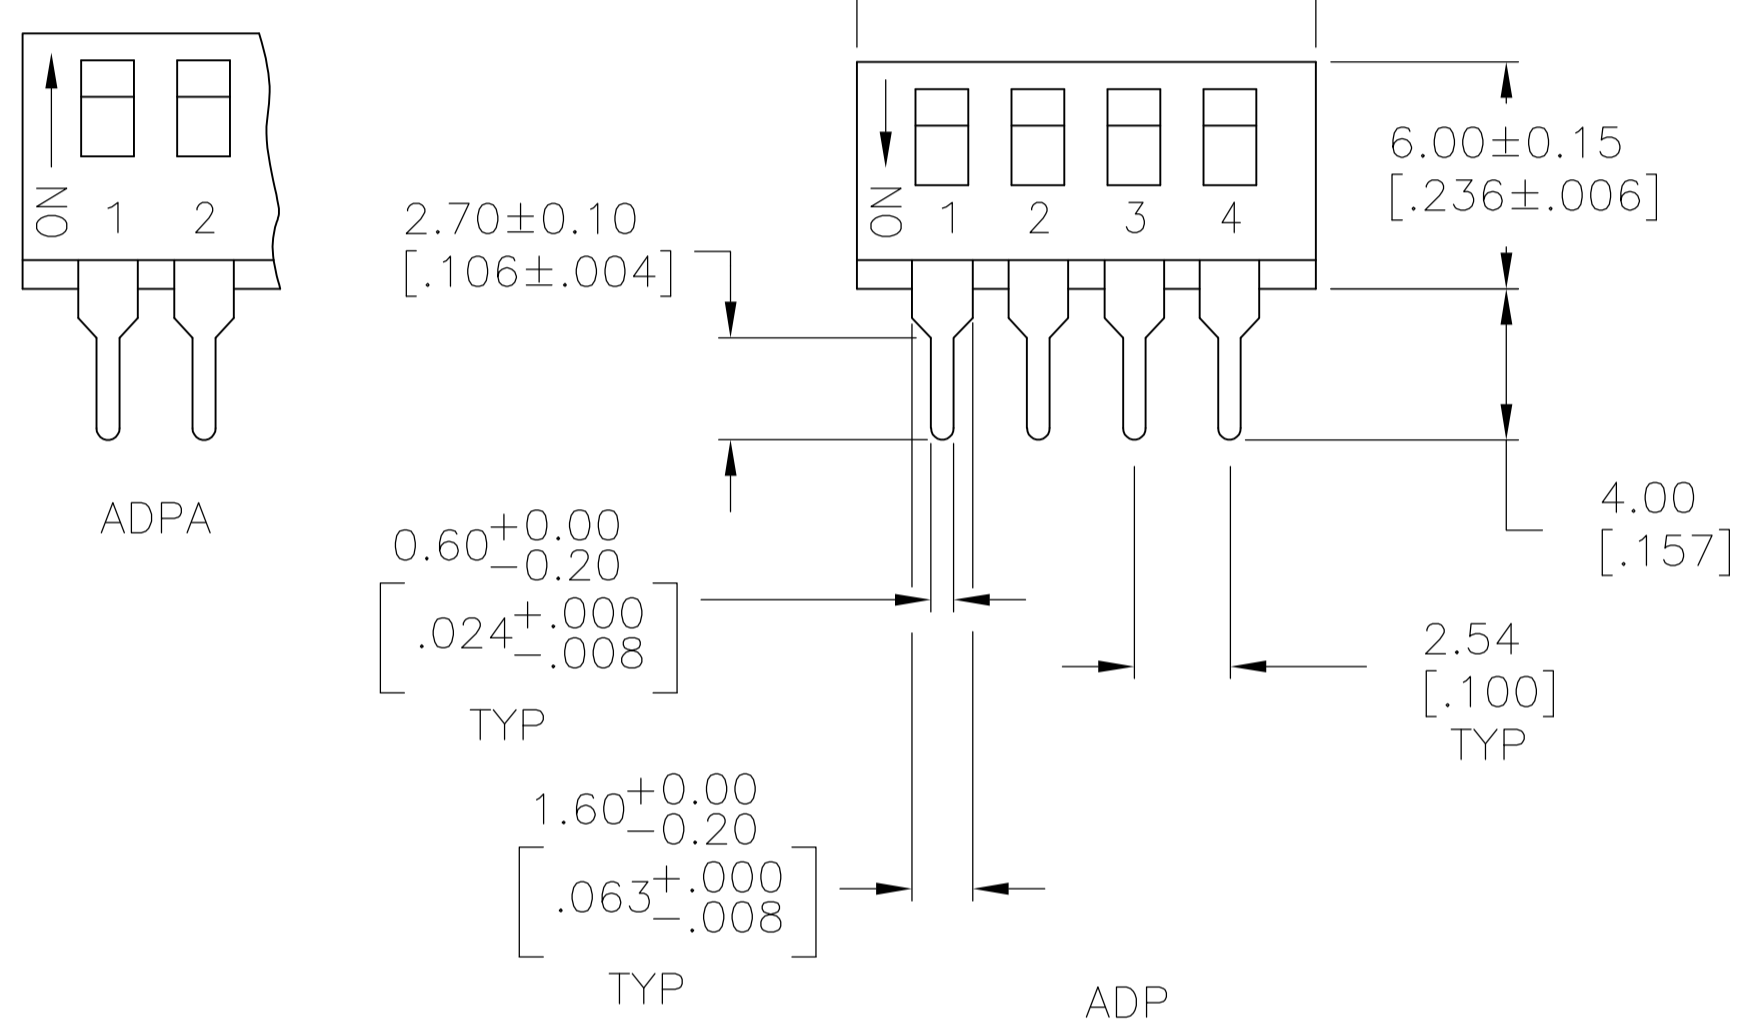 ON 1 2
ADPA
ON 1 2 3 4
6.00±0.15
[.236±.006]
2.70±0.10
[.106±.004]
4.00
[.157]
0.60+0.00
-0.20
[.024+.000
-.008]
TYP
2.54
[.100]
TYP
1.60+0.00
-0.20
[.063+.000
-.008]
TYP
ADP